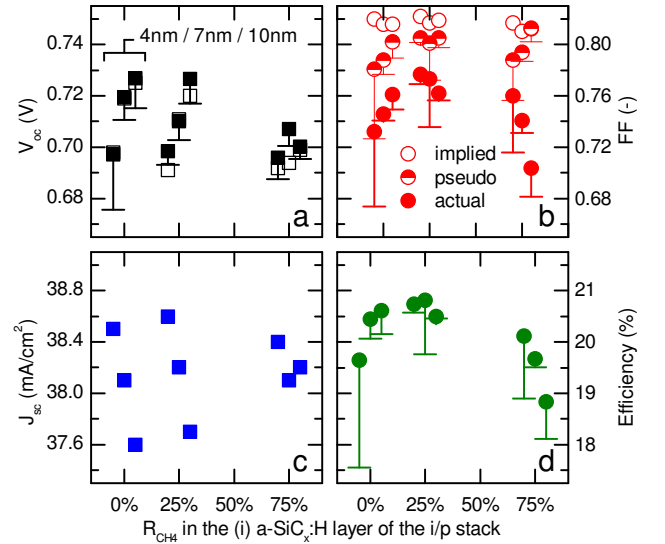 4nm / 7nm / 10nm
0.74
0.72
0.70
0.68
V_oc (V)
a
implied
pseudo
actual
b
0.80
0.76
0.72
0.68
FF (-)
38.8
38.4
38.0
37.6
J_sc (mA/cm²)
c
d
21
20
19
18
Efficiency (%)
0% 25% 50% 75% 0% 25% 50% 75%
R_CH4 in the (i) a-SiC_x:H layer of the i/p stack